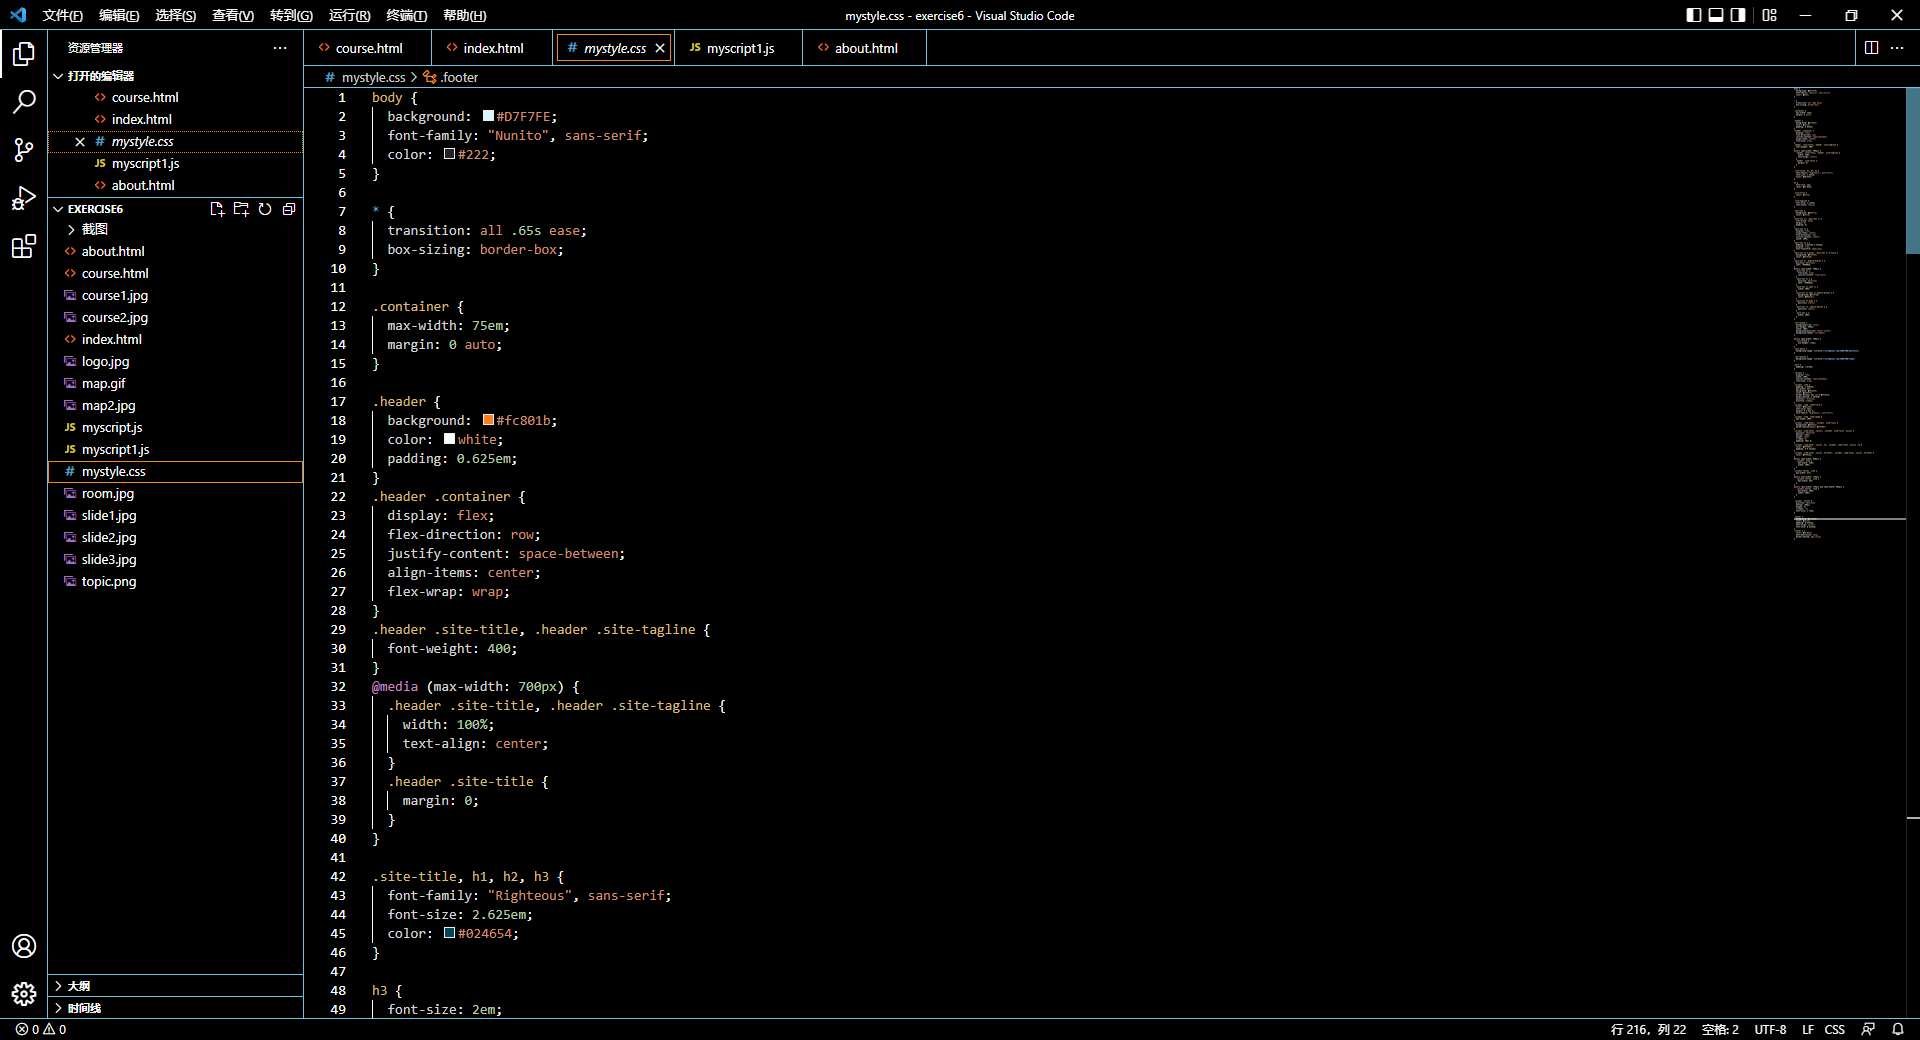 文件(F) 编辑(E) 选择(S) 查看(V) 转到(G) 运行(R) 终端(T) 帮助(H)
mystyle.css - exercise6 - Visual Studio Code
资源管理器
打开的编辑器
course.html
index.html
# mystyle.css
JS myscript1.js
about.html
EXERCISE6
截图
about.html
course.html
course1.jpg
course2.jpg
index.html
logo.jpg
map.gif
map2.jpg
JS myscript.js
JS myscript1.js
# mystyle.css
room.jpg
slide1.jpg
slide2.jpg
slide3.jpg
topic.png
大纲
时间线
course.html index.html # mystyle.css JS myscript1.js about.html
# mystyle.css > .footer
1 body {
2 background: #D7F7FE;
3 font-family: "Nunito", sans-serif;
4 color: #222;
5 }
6
7 * {
8 transition: all .65s ease;
9 box-sizing: border-box;
10 }
11
12 .container {
13 max-width: 75em;
14 margin: 0 auto;
15 }
16
17 .header {
18 background: #fc801b;
19 color: white;
20 padding: 0.625em;
21 }
22 .header .container {
23 display: flex;
24 flex-direction: row;
25 justify-content: space-between;
26 align-items: center;
27 flex-wrap: wrap;
28 }
29 .header .site-title, .header .site-tagline {
30 font-weight: 400;
31 }
32 @media (max-width: 700px) {
33 .header .site-title, .header .site-tagline {
34 width: 100%;
35 text-align: center;
36 }
37 .header .site-title {
38 margin: 0;
39 }
40 }
41
42 .site-title, h1, h2, h3 {
43 font-family: "Righteous", sans-serif;
44 font-size: 2.625em;
45 color: #024654;
46 }
47
48 h3 {
49 font-size: 2em;
0 0
行 216, 列 22 空格: 2 UTF-8 LF CSS